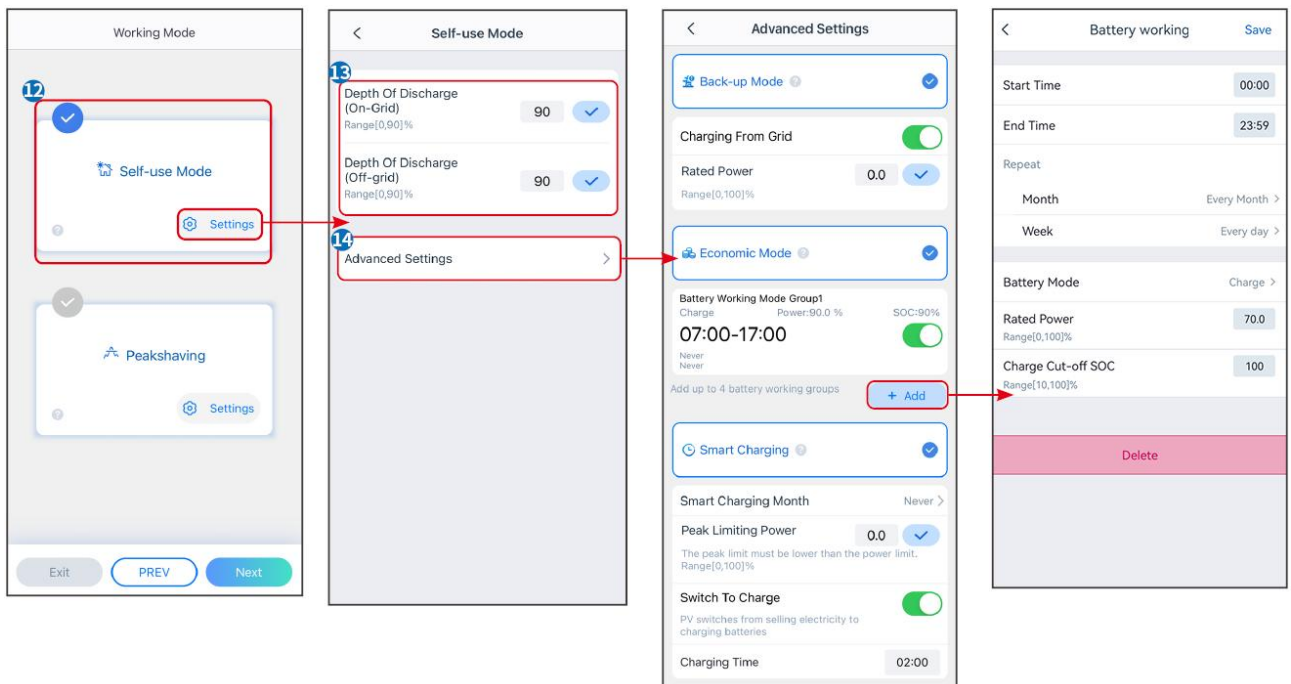 Working Mode
12
Self-use Mode
Settings
Peakshaving
Settings
Exit
PREV
Next
Self-use Mode
13
Depth Of Discharge
(On-Grid)
90
Range[0,90]%
Depth Of Discharge
(Off-grid)
90
Range[0,90]%
14
Advanced Settings
Advanced Settings
Back-up Mode
Charging From Grid
Rated Power
0.0
Range[0,100]%
Economic Mode
Battery Working Mode Group1
Charge Power:90.0 % SOC:90%
07:00-17:00
Never
Never
Add up to 4 battery working groups
+ Add
Smart Charging
Smart Charging Month Never
Peak Limiting Power
0.0
The peak limit must be lower than the power limit.
Range[0,100]%
Switch To Charge
PV switches from selling electricity to
charging batteries
Charging Time 02:00
Battery working Save
Start Time 00:00
End Time 23:59
Repeat
Month Every Month
Week Every day
Battery Mode Charge
Rated Power 70.0
Range[0,100]%
Charge Cut-off SOC 100
Range[10,100]%
Delete